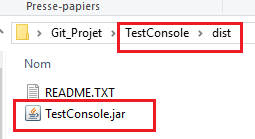 Presse-papiers
Git_Projet TestConsole dist
Nom
README.TXT
TestConsole.jar